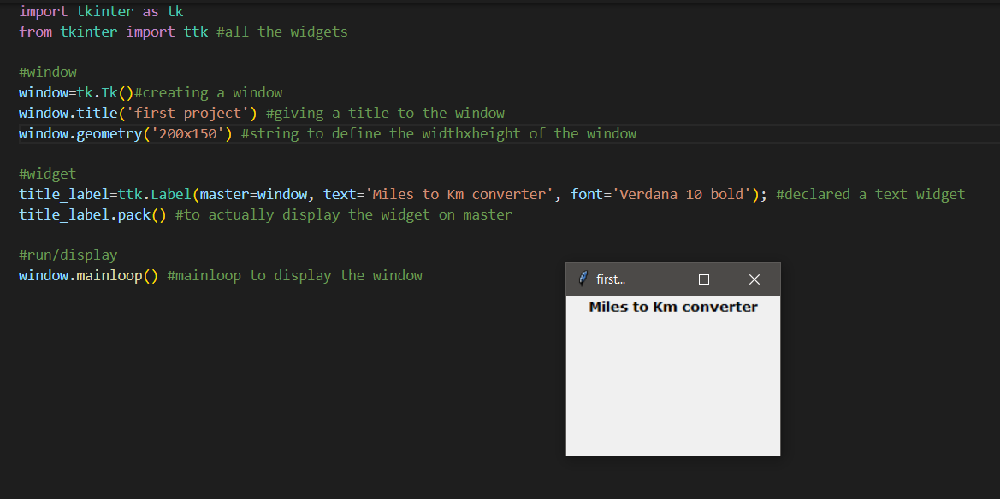 import tkinter as tk
from tkinter import ttk #all the widgets
#window
window=tk.Tk()#creating a window
window.title('first project') #giving a title to the window
window.geometry('200x150') #string to define the widthxheight of the window
#widget
title_label=ttk.Label(master=window, text='Miles to Km converter', font='Verdana 10 bold'); #declared a text widget
title_label.pack() #to actually display the widget on master
#run/display
window.mainloop() #mainloop to display the window
first...
Miles to Km converter